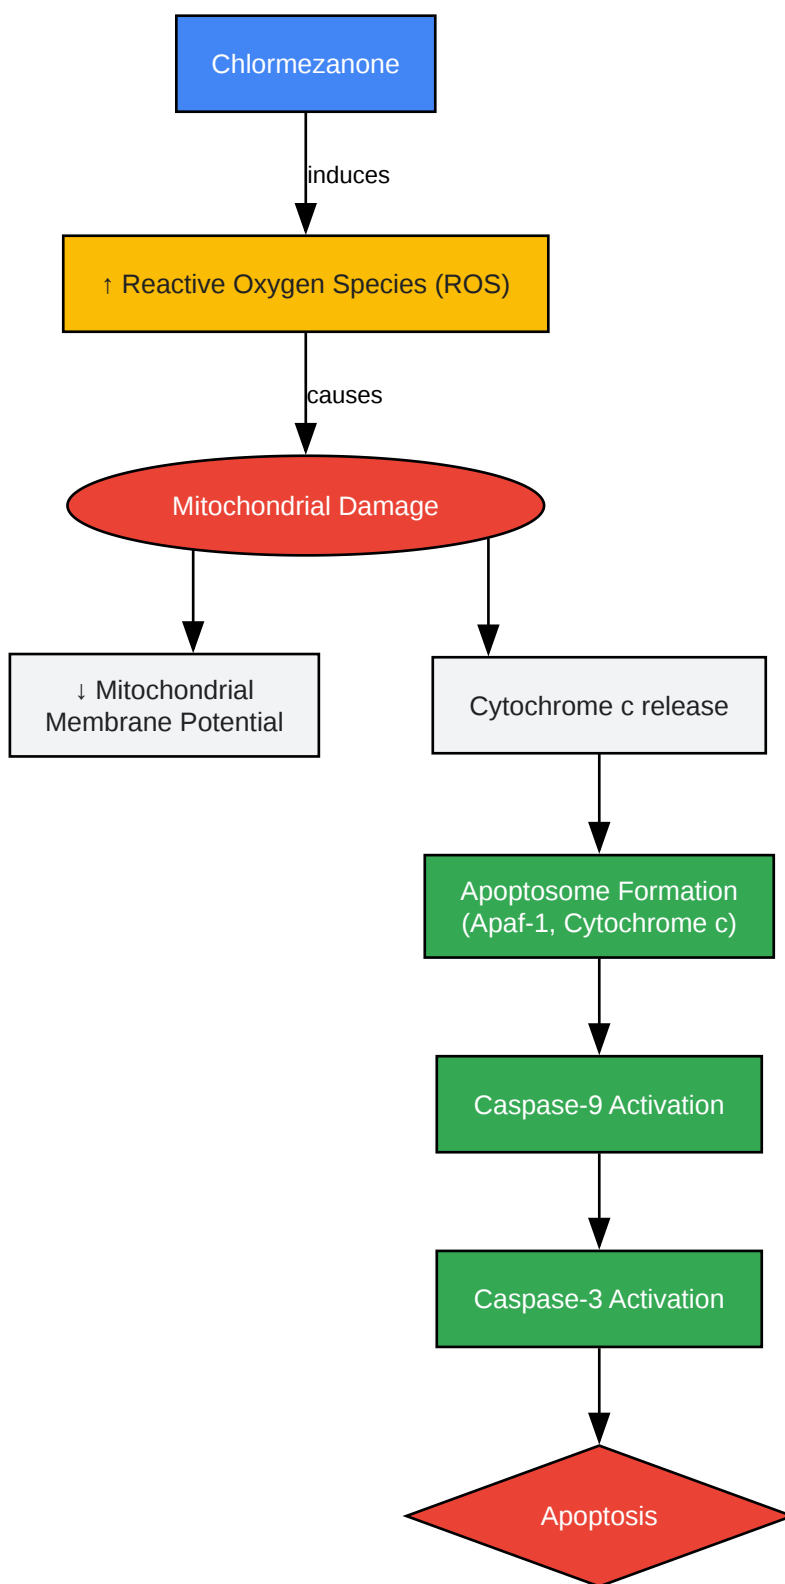 Chlormezanone
induces
↑ Reactive Oxygen Species (ROS)
causes
Mitochondrial Damage
↓ Mitochondrial
Membrane Potential
Cytochrome c release
Apoptosome Formation
(Apaf-1, Cytochrome c)
Caspase-9 Activation
Caspase-3 Activation
Apoptosis